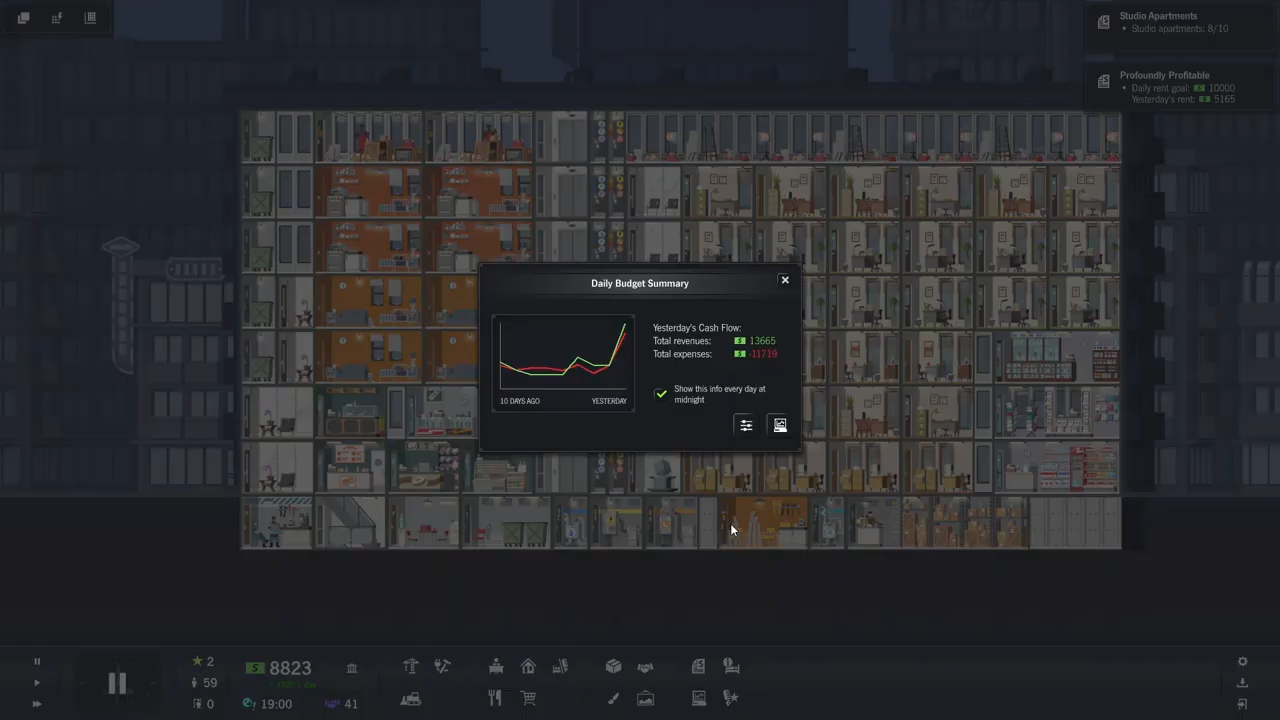 Studio Apartments
• Studio apartments: 8/10
Profoundly Profitable
• Daily rent goal: 10000
Yesterday's rent: 5165
Daily Budget Summary
Yesterday's Cash Flow:
Total revenues: 13665
Total expenses: -11719
Show this info every day at
midnight
10 DAYS AGO
YESTERDAY
2
59
0
8823
19:00
41